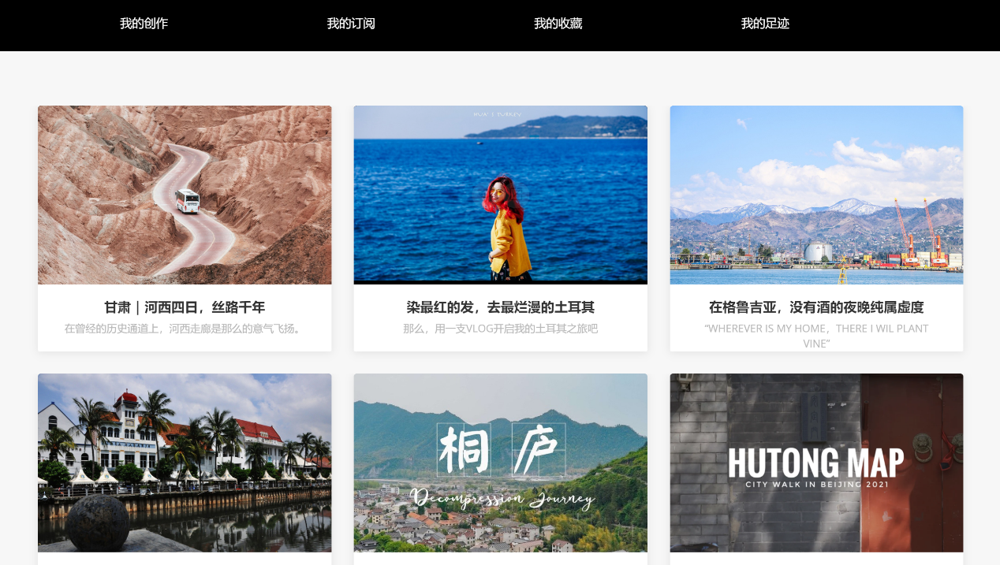 我的创作
我的订阅
我的收藏
我的足迹
甘肃｜河西四日，丝路千年
在曾经的历史通道上，河西走廊是那么的意气飞扬。
染最红的发，去最烂漫的土耳其
那么，用一支VLOG开启我的土耳其之旅吧
在格鲁吉亚，没有酒的夜晚纯属虚度
“WHEREVER IS MY HOME，THERE I WIL PLANT
VINE”
桐庐
Decompression Journey
HUTONG MAP
CITY WALK IN BEIJING 2021